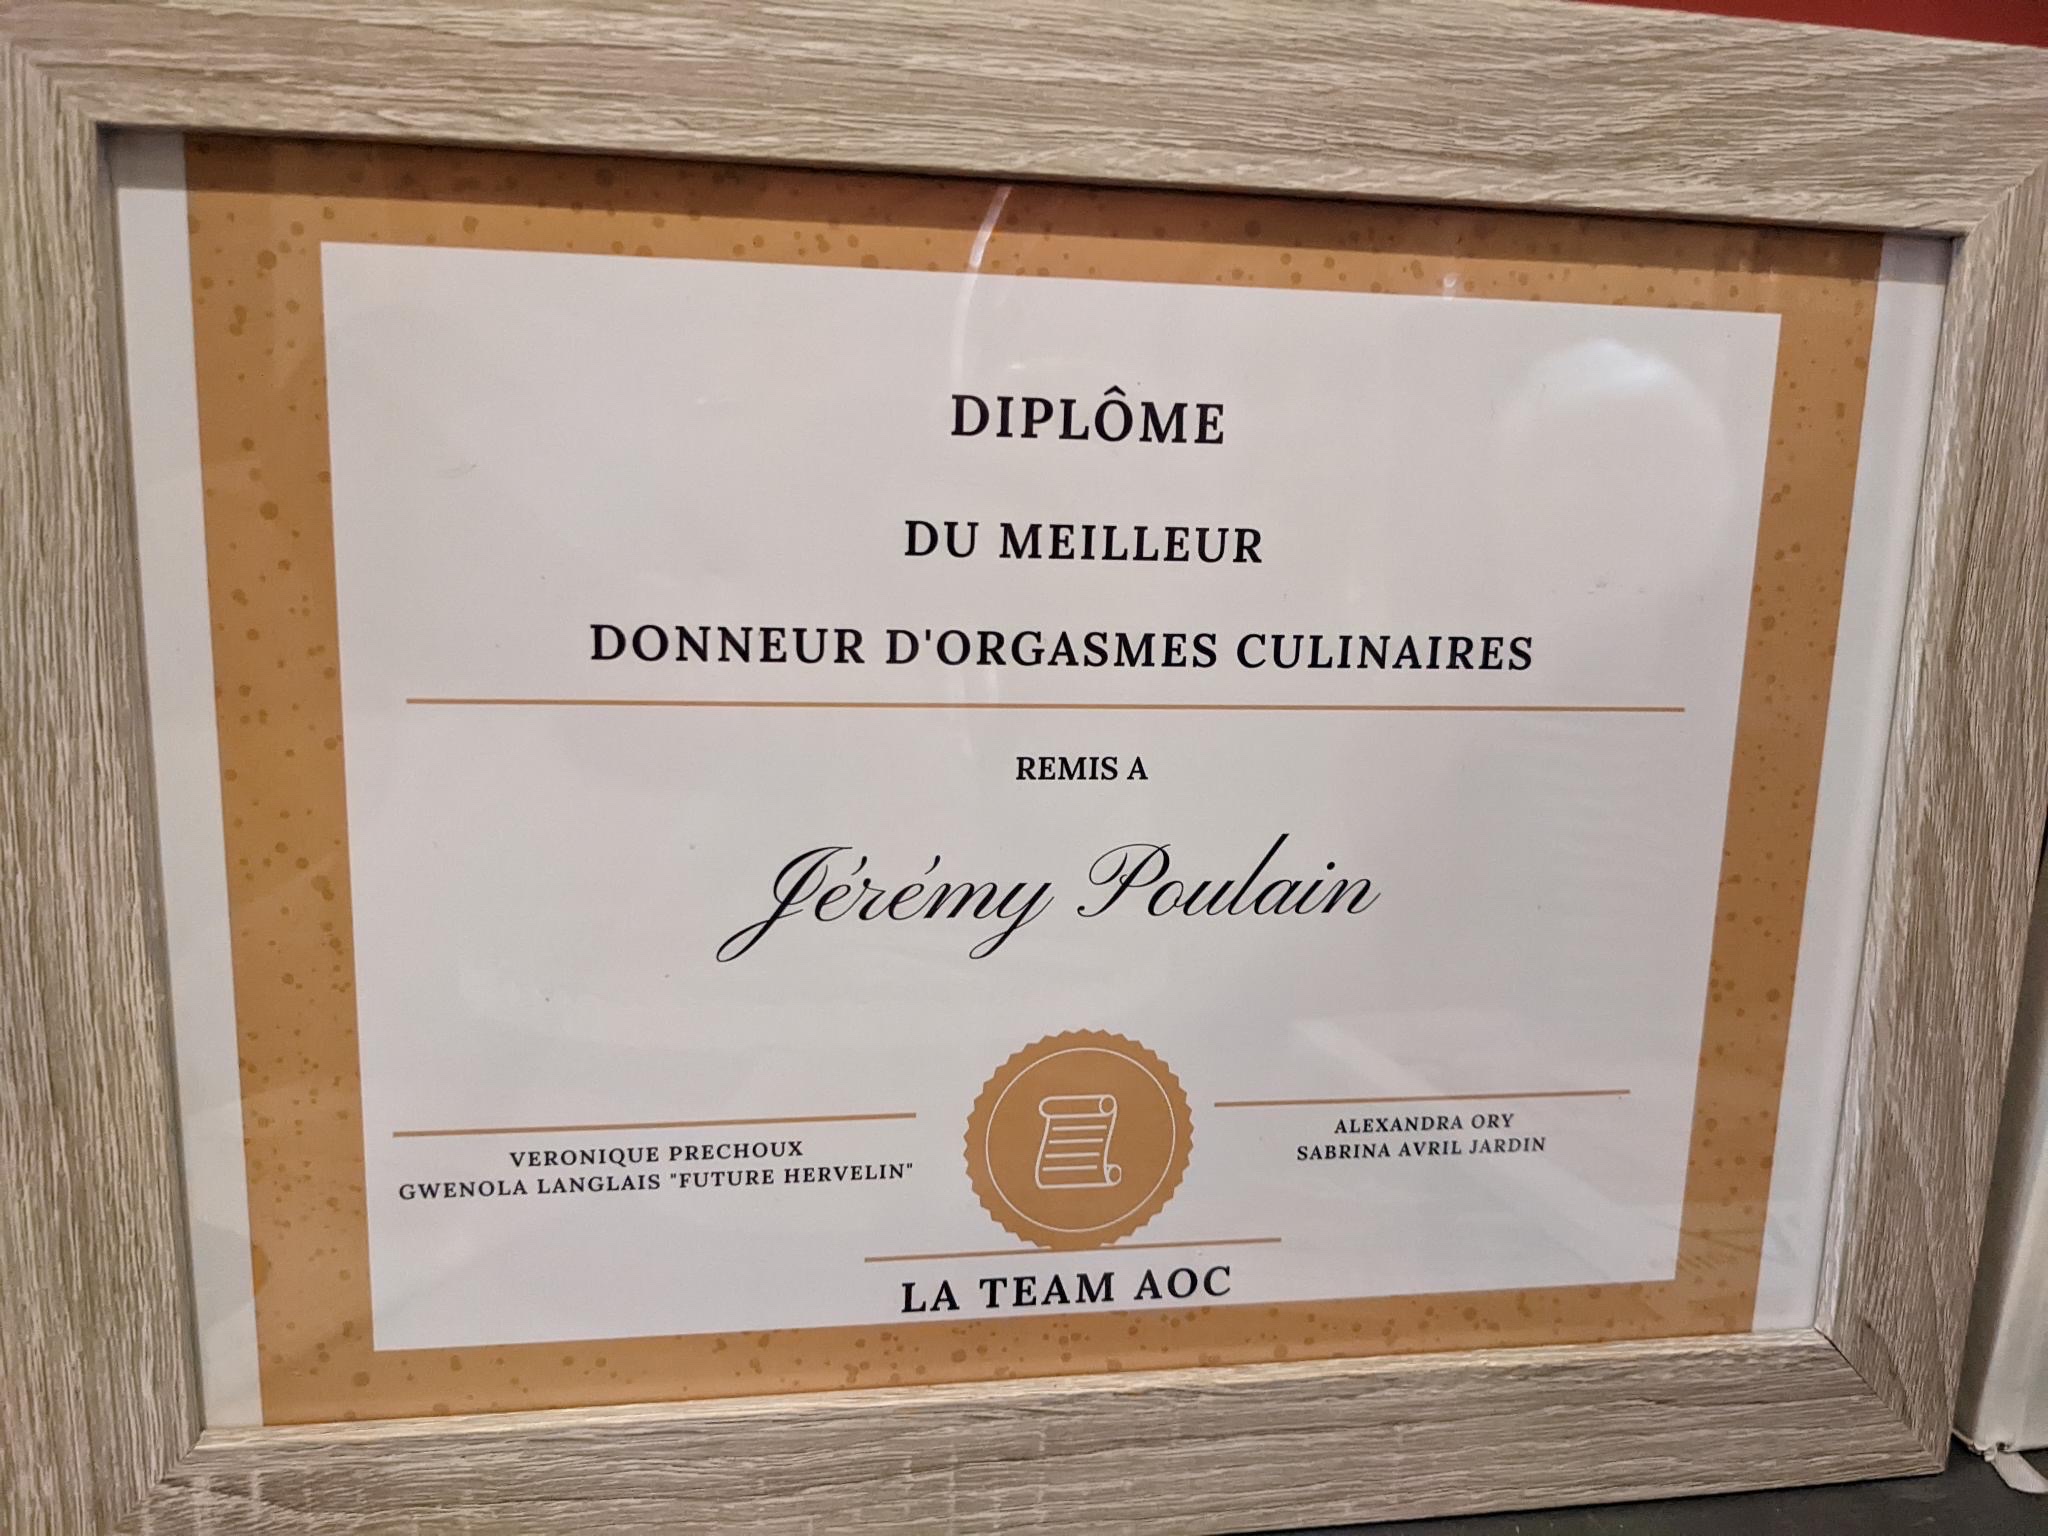 DIPLÔME
DU MEILLEUR
DONNEUR D'ORGASMES CULINAIRES
REMIS A
Jérémy Poulain
VERONIQUE PRECHOUX
GWENOLA LANGLAIS "FUTURE HERVELIN"
ALEXANDRA ORY
SABRINA AVRIL JARDIN
LA TEAM AOC